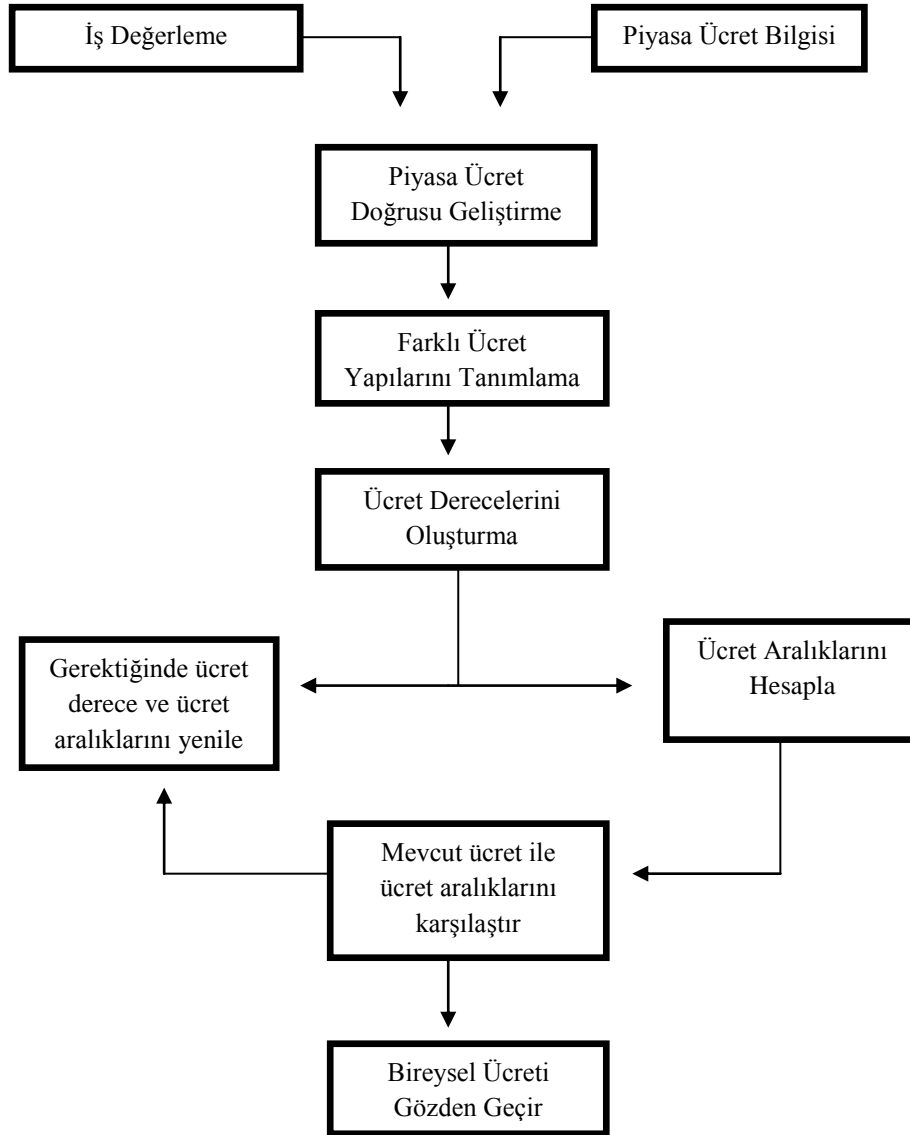 İş Değerleme
Piyasa Ücret Bilgisi
Piyasa Ücret
Doğrusu Geliştirme
Farklı Ücret
Yapılarını Tanımlama
Ücret Derecelerini
Oluşturma
Gerektiğinde ücret
derece ve ücret
aralıklarını yenile
Ücret Aralıklarını
Hesapla
Mevcut ücret ile
ücret aralıklarını
karşılaştır
Bireysel Ücreti
Gözden Geçir